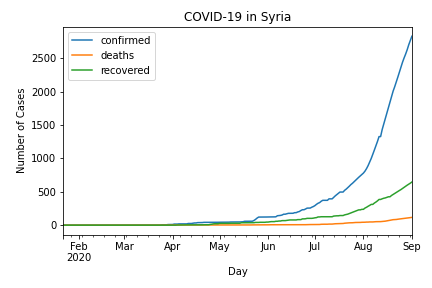 COVID-19 in Syria
confirmed
deaths
recovered
Number of Cases
2500
2000
1500
1000
500
0
Feb Mar Apr May Jun Jul Aug Sep
2020
Day